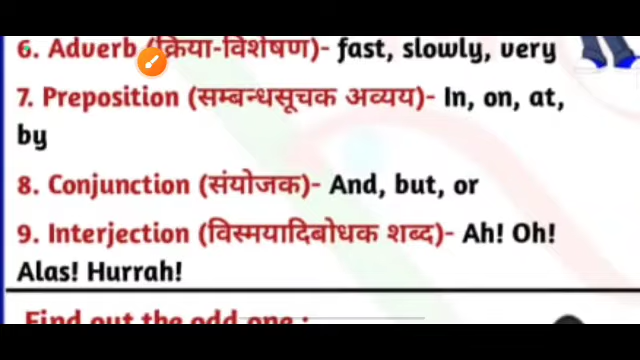 6. Adverb (क्रिया-विशेषण)- fast, slowly, very
7. Preposition (सम्बन्धसूचक अव्यय)- In, on, at,
by
8. Conjunction (संयोजक)- And, but, or
9. Interjection (विस्मयादिबोधक शब्द)- Ah! Oh!
Alas! Hurrah!
Find out the odd one :